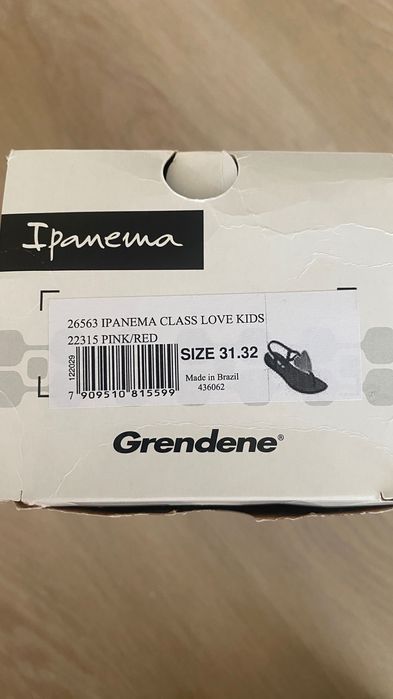 Ipanema
26563 IPANEMA CLASS LOVE KIDS
22315 PINK/RED
122029
SIZE 31.32
Made in Brazil
436062
7 909510 815599
Grendene®